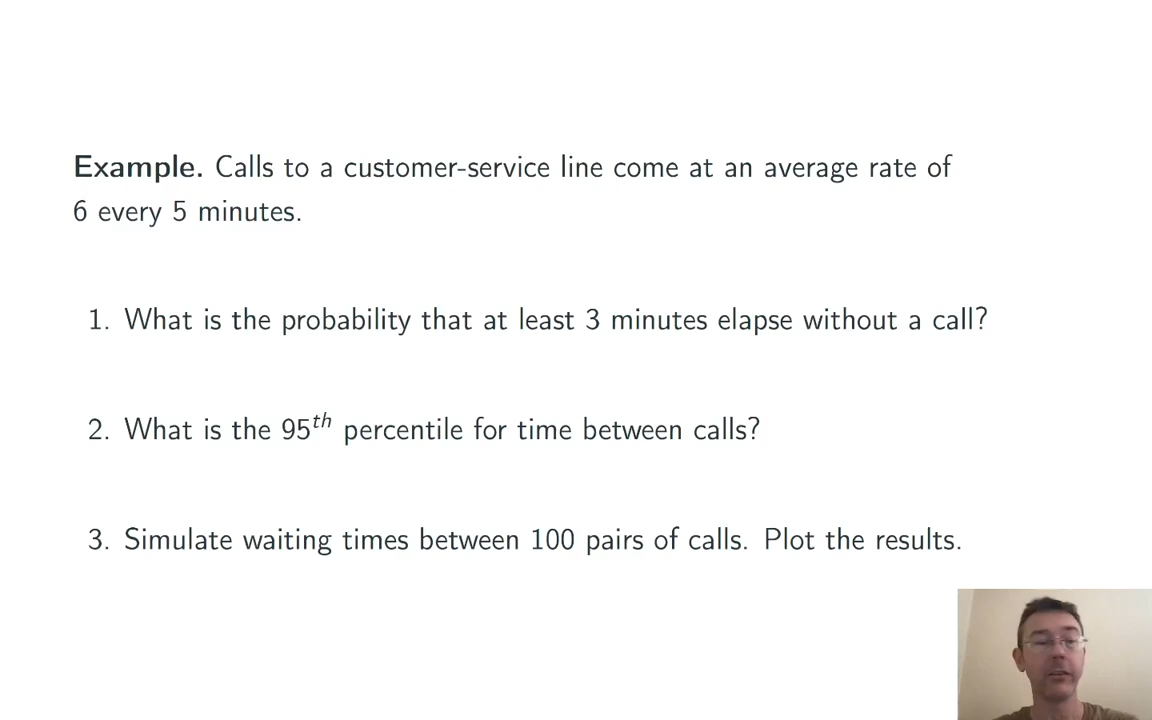 Example. Calls to a customer-service line come at an average rate of
6 every 5 minutes.
1. What is the probability that at least 3 minutes elapse without a call?
2. What is the 95th percentile for time between calls?
3. Simulate waiting times between 100 pairs of calls. Plot the results.